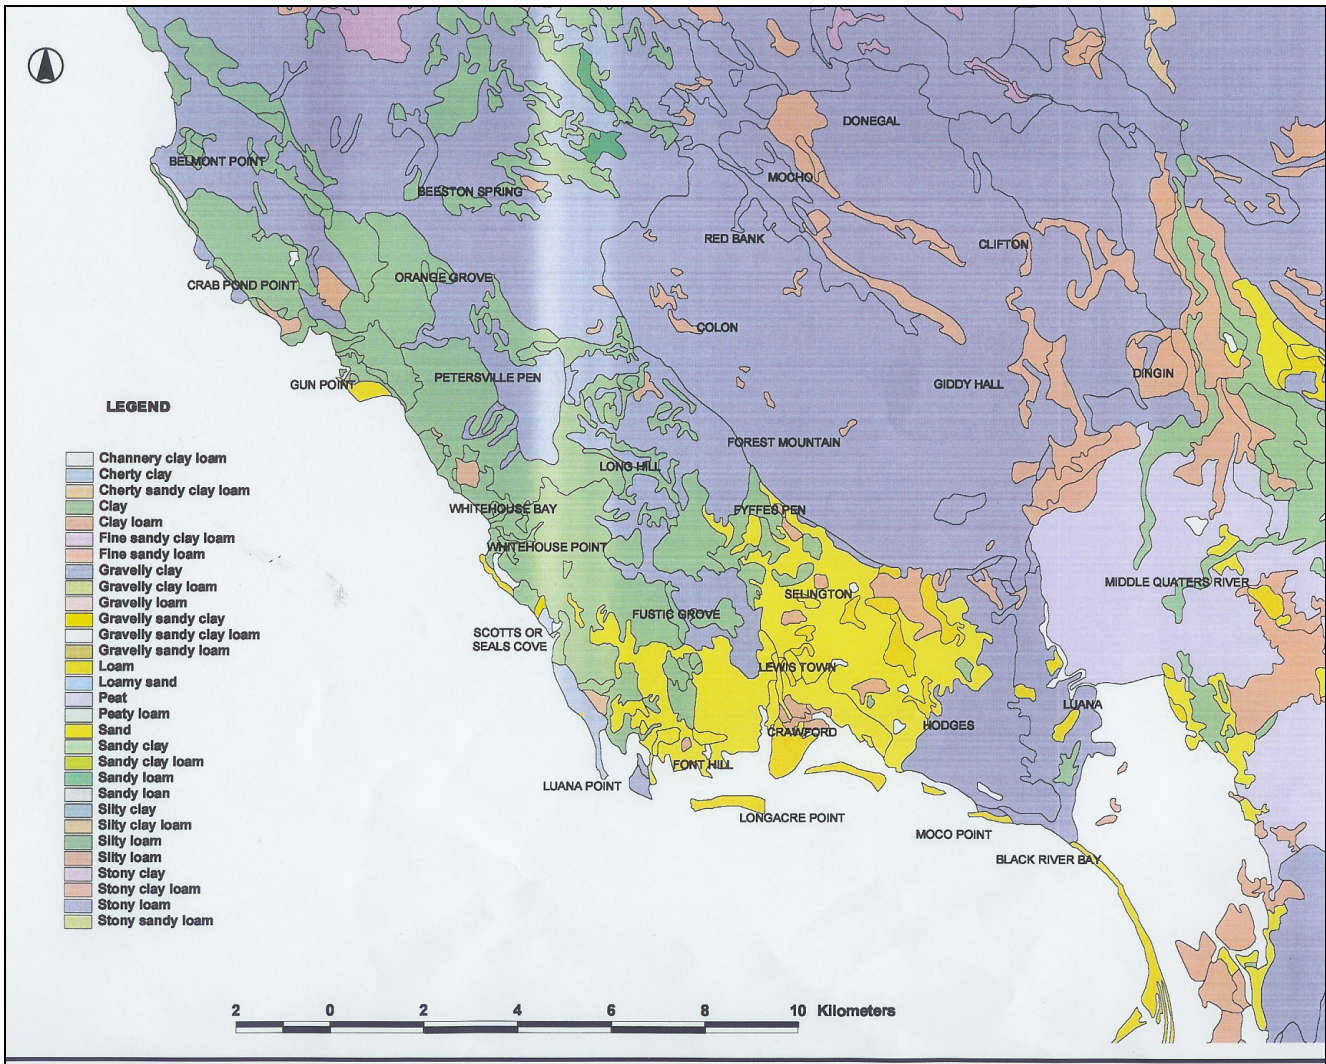 DONEGAL
BELMONT POINT
MOCHO
BEESTON SPRING
RED BANK
CLIFTON
ORANGE GROVE
CRAB POND POINT
COLON
DINGIN
PETERSVILLE PEN
GUN POINT
GIDDY HALL
FOREST MOUNTAIN
LONG HILL
WHITEHOUSE BAY
FYFFES PEN
WHITEHOUSE POINT
MIDDLE QUATERS RIVER
SELINGTON
FUSTIC GROVE
SCOTTS OR
SEALS COVE
LEWIS TOWN
LUANA
HODGES
CRAWFORD
FONT HILL
LUANA POINT
LONGACRE POINT
MOCO POINT
BLACK RIVER BAY
LEGEND
Channery clay loam
Cherty clay
Cherty sandy clay loam
Clay
Clay loam
Fine sandy clay loam
Fine sandy loam
Gravelly clay
Gravelly clay loam
Gravelly loam
Gravelly sandy clay
Gravelly sandy clay loam
Gravelly sandy loam
Loam
Loamy sand
Peat
Peaty loam
Sand
Sandy clay
Sandy clay loam
Sandy loam
Sandy loan
Silty clay
Silty clay loam
Silty loam
Silty loam
Stony clay
Stony clay loam
Stony loam
Stony sandy loam
2 0 2 4 6 8 10 Kilometers